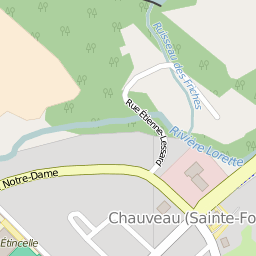 Ruisseau des Friches
Rue Étienne-Lessard
Rivière Lorette
Notre-Dame
Chauveau (Sainte-Fo
Étincelle